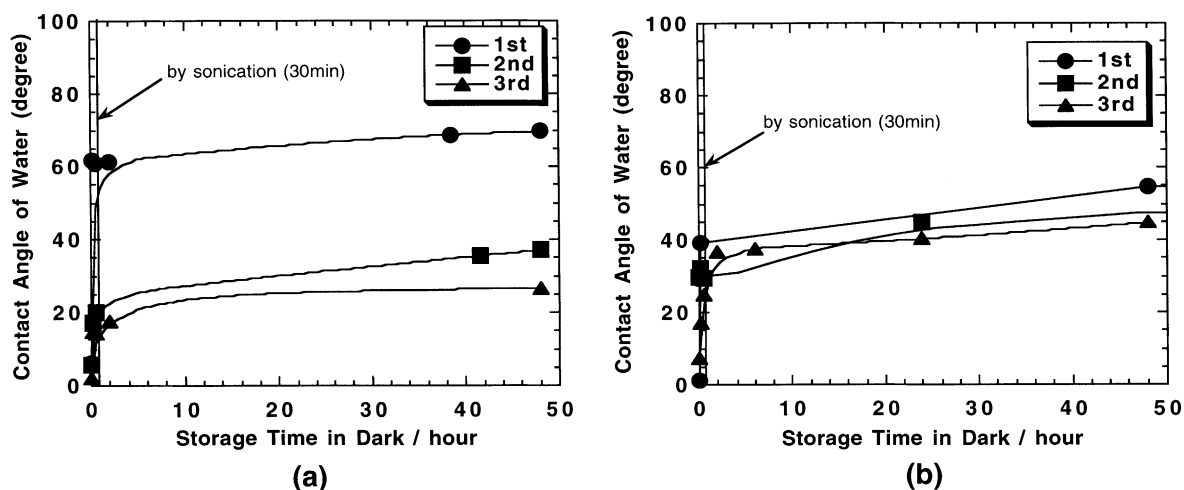 100
80
60
40
20
0
Contact Angle of Water (degree)
by sonication (30min)
1st
2nd
3rd
0 10 20 30 40 50
Storage Time in Dark / hour
(a)
100
80
60
40
20
0
Contact Angle of Water (degree)
by sonication (30min)
1st
2nd
3rd
0 10 20 30 40 50
Storage Time in Dark / hour
(b)